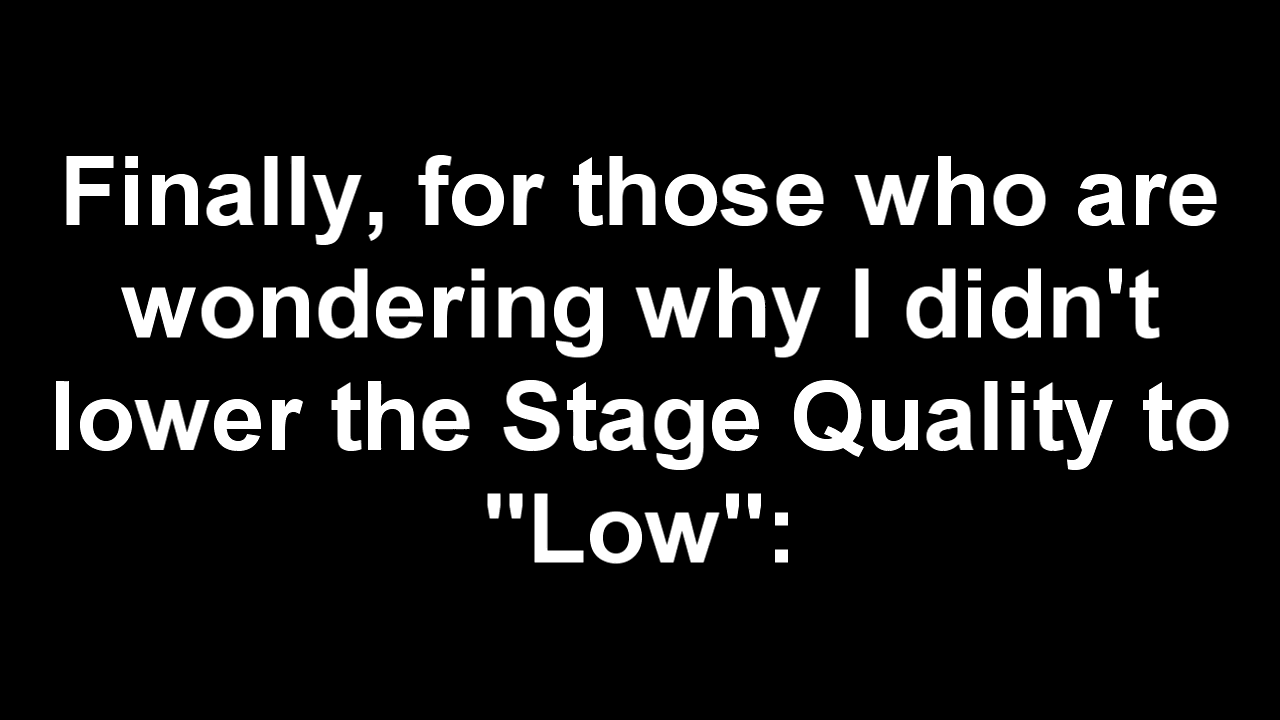 Finally, for those who are
wondering why I didn't
lower the Stage Quality to
"Low":